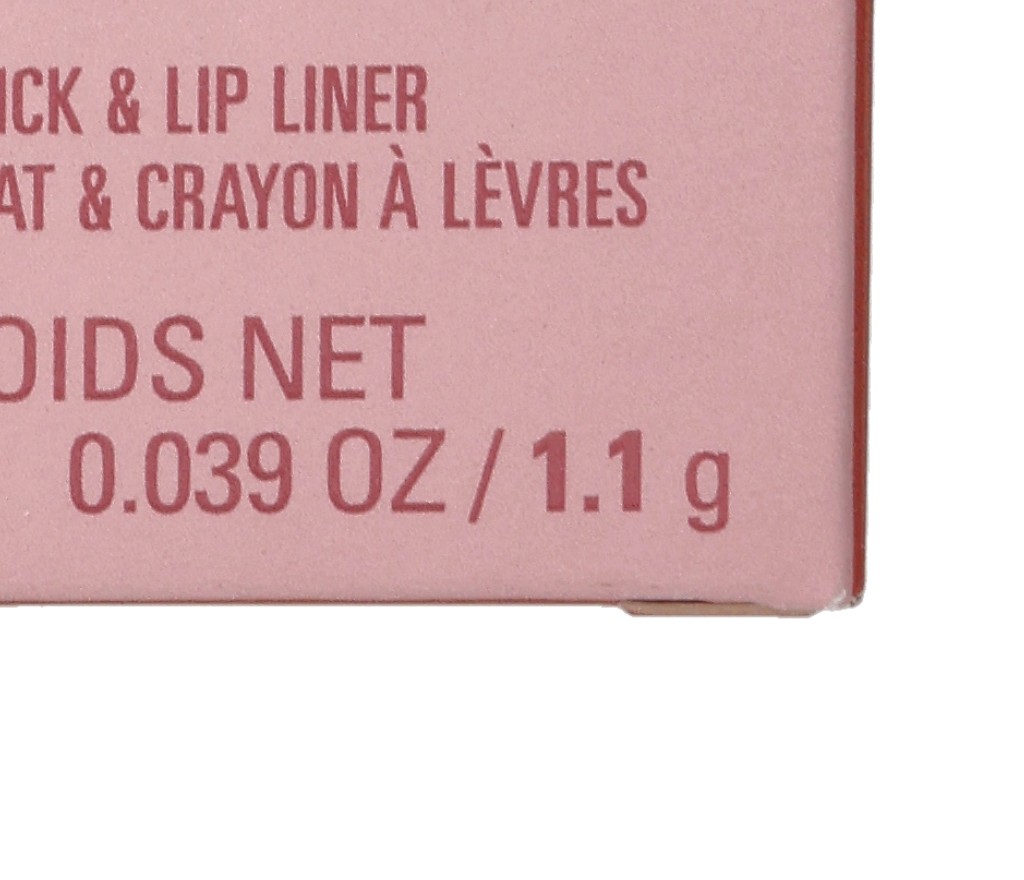 ICK & LIP LINER
AT & CRAYON À LÈVRES
OIDS NET
0.039 OZ / 1.1 g